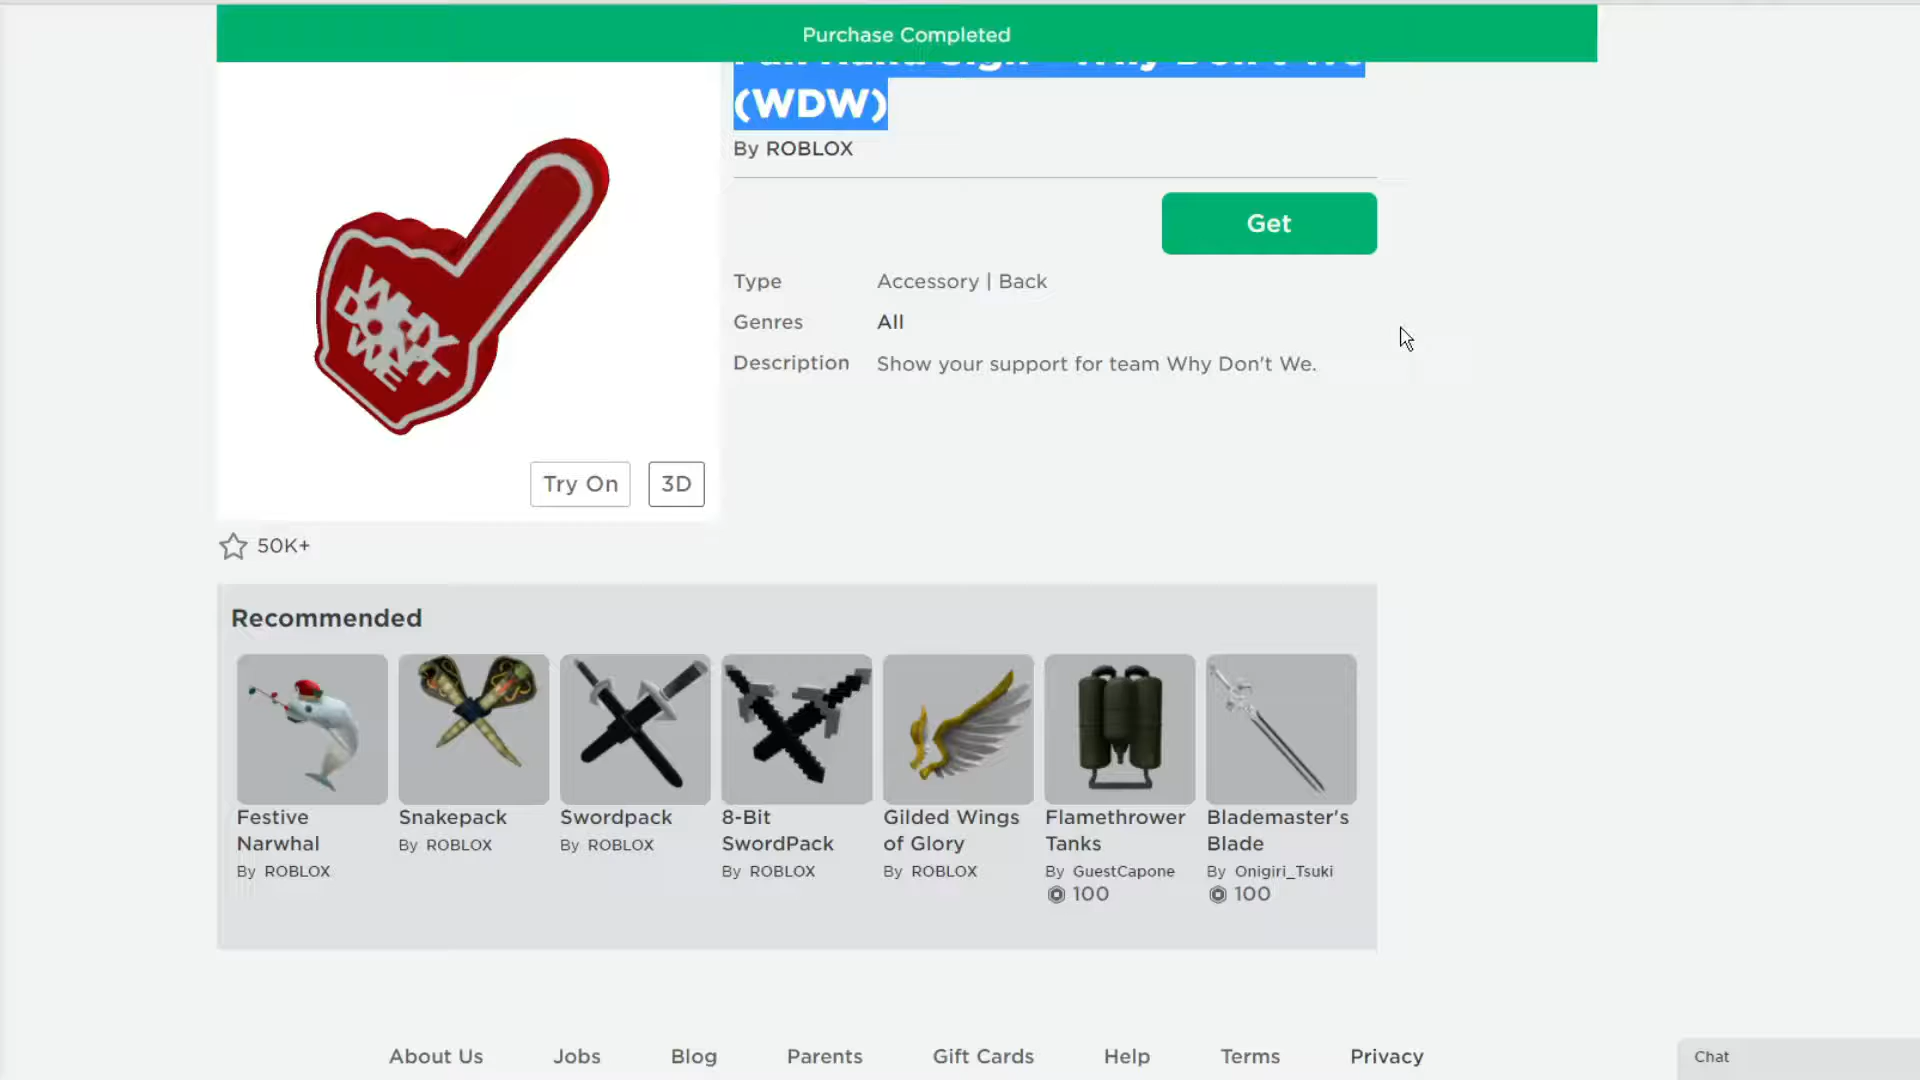 Purchase Completed
(WDW)
By ROBLOX
Get
Type Accessory | Back
Genres All
Description Show your support for team Why Don't We.
WHY
DON'T
WE
Try On 3D
50K+
Recommended
Festive
Narwhal
By ROBLOX
Snakepack
By ROBLOX
Swordpack
By ROBLOX
8-Bit
SwordPack
By ROBLOX
Gilded Wings
of Glory
By ROBLOX
Flamethrower
Tanks
By GuestCapone
100
Blademaster's
Blade
By Onigiri_Tsuki
100
About Us Jobs Blog Parents Gift Cards Help Terms Privacy
Chat